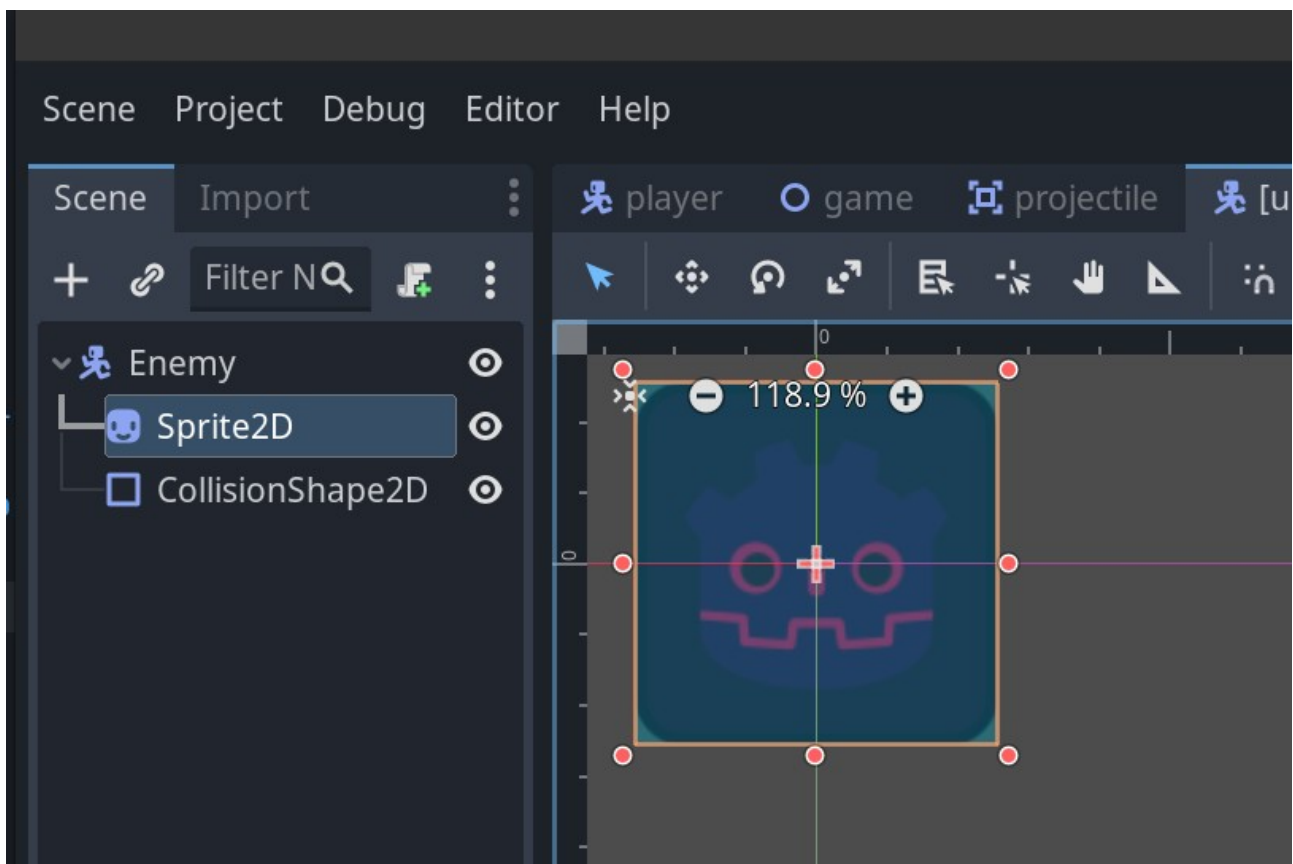 Scene Project Debug Editor Help
Scene Import
player game projectile [u
Filter N
0
Enemy
118.9 %
Sprite2D
CollisionShape2D
0